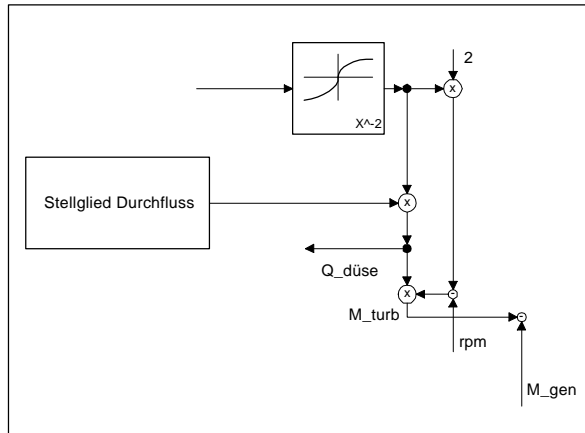 2
x
X^-2
Stellglied Durchfluss
x
Q_düse
x
-
M_turb
-
rpm
M_gen